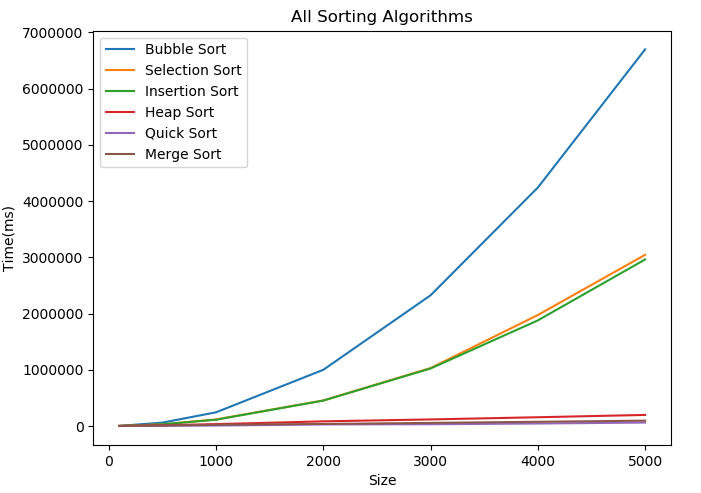 All Sorting Algorithms
7000000
6000000
5000000
4000000
3000000
2000000
1000000
0
Time(ms)
Bubble Sort
Selection Sort
Insertion Sort
Heap Sort
Quick Sort
Merge Sort
0 1000 2000 3000 4000 5000
Size